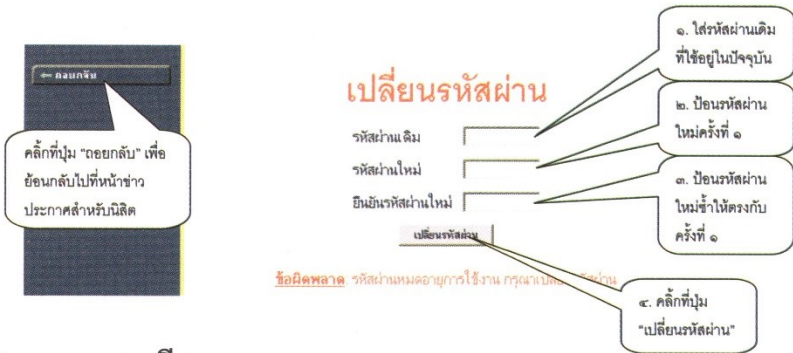 ← ถอยกลับ
คลิ้กที่ปุ่ม “ถอยกลับ” เพื่อ
ย้อนกลับไปที่หน้าข่าว
ประกาศสำหรับนิสิต
เปลี่ยนรหัสผ่าน
รหัสผ่านเดิม
รหัสผ่านใหม่
ยืนยันรหัสผ่านใหม่
เปลี่ยนรหัสผ่าน
ข้อผิดพลาด: รหัสผ่านหมดอายุการใช้งาน กรุณา
๑. ใส่รหัสผ่านเดิม
ที่ใช้อยู่ในปัจจุบัน
๒. ป้อนรหัสผ่าน
ใหม่ครั้งที่ ๑
๓. ป้อนรหัสผ่าน
ใหม่ซ้ำให้ตรงกับ
ครั้งที่ ๑
๔. คลิ้กที่ปุ่ม
“เปลี่ยนรหัสผ่าน”